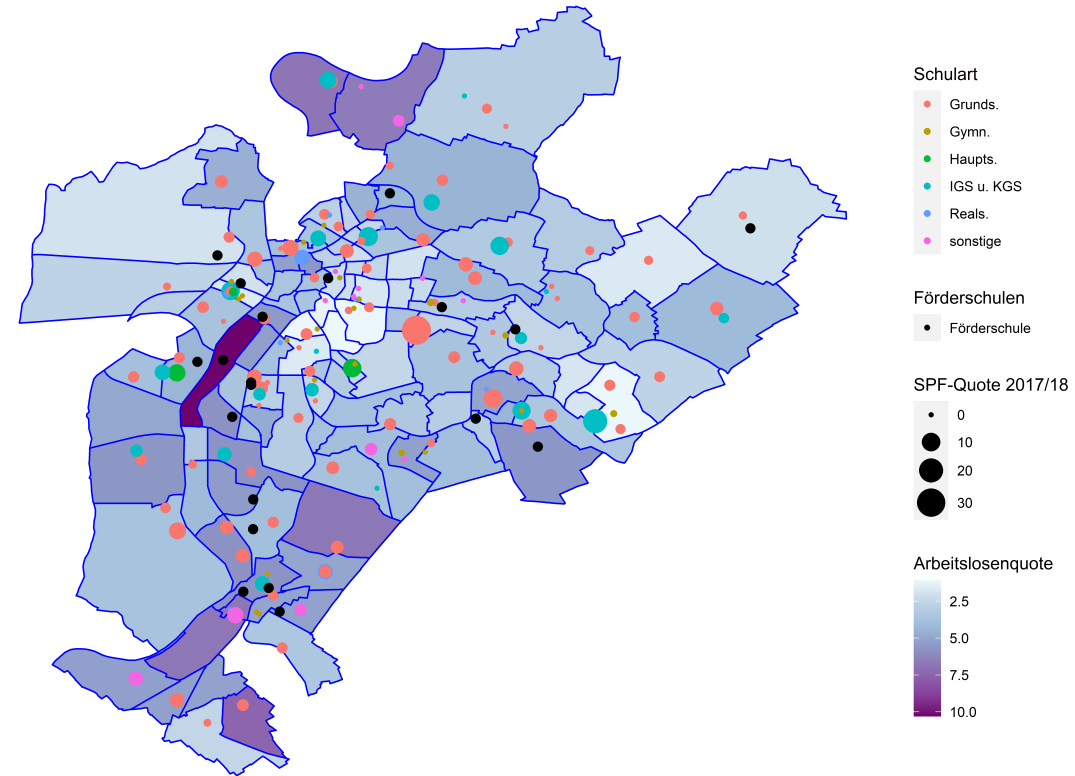 Schulart
Grunds.
Gymn.
Haupts.
IGS u. KGS
Reals.
sonstige
Förderschulen
Förderschule
SPF-Quote 2017/18
0
10
20
30
Arbeitslosenquote
2.5
5.0
7.5
10.0